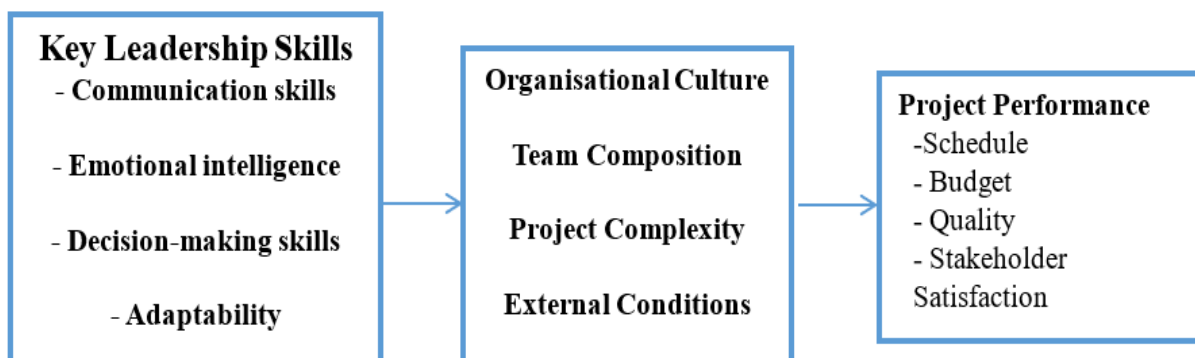 Key Leadership Skills
- Communication skills
- Emotional intelligence
- Decision-making skills
- Adaptability
Organisational Culture
Team Composition
Project Complexity
External Conditions
Project Performance
-Schedule
- Budget
- Quality
- Stakeholder
Satisfaction